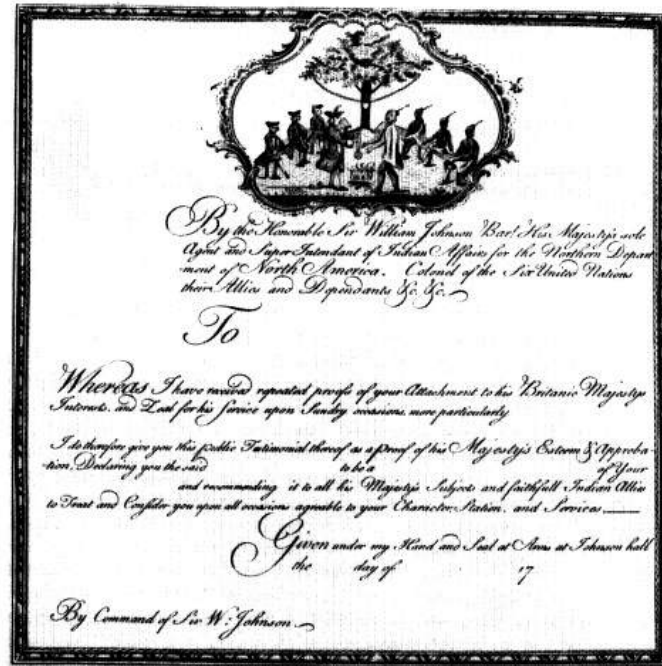 By the Honorable Sir William Johnson Bart. His Majesty's sole
Agent and Super Intendant of Indian Affairs for the Northern Depart
ment of North America. Colonel of the Six United Nations
their Allies and Dependants &c. &c.
To
Whereas I have received repeated proofs of your Attachment to his Britanic Majestys
Interests, and Zeal for his Service upon Sundry occasions, more particularly
I do therefore give you this public Testimonial thereof as a proof of his Majesty's Esteem & Approba-
tion, Declaring you the said to be a of Your
and recommending it to all his Majestys Subjects and faithfull Indian Allies
to Treat and Consider you upon all occasions agreable to your Character, Station, and Services
Given under my Hand and Seal at Arms at Johnson hall
the day of 17
By Command of Sir W: Johnson.